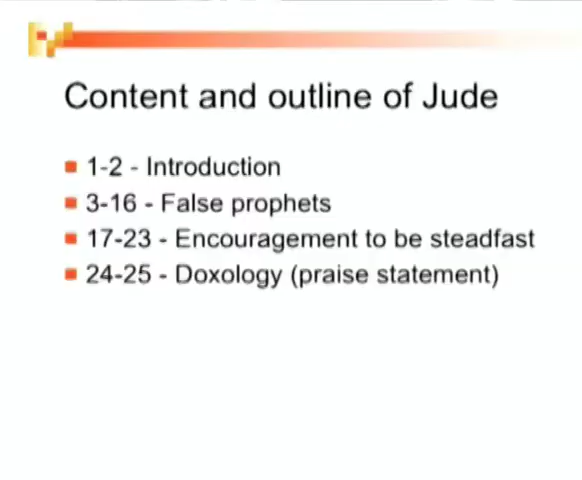 Content and outline of Jude
1-2 - Introduction
3-16 - False prophets
17-23 - Encouragement to be steadfast
24-25 - Doxology (praise statement)